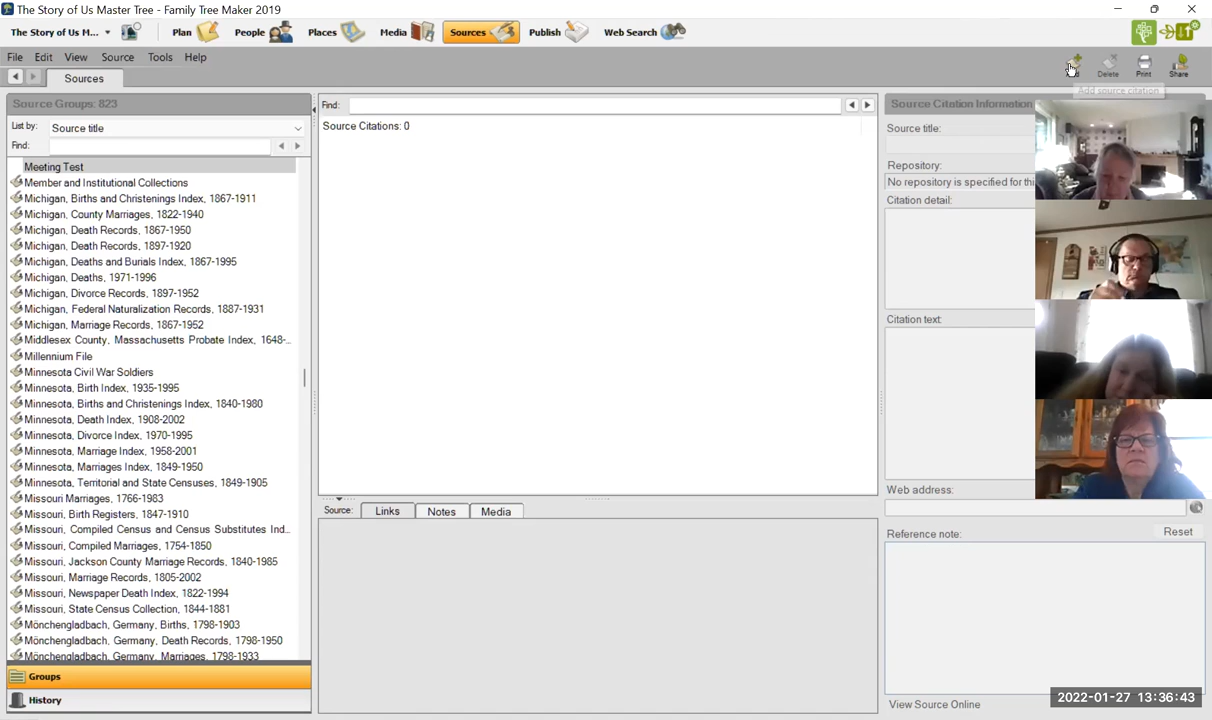 The Story of Us Master Tree - Family Tree Maker 2019
The Story of Us M...
Plan
People
Places
Media
Sources
Publish
Web Search
File Edit View Source Tools Help
Delete
Print
Share
Add source citation
Sources
Source Groups: 823
List by: Source title
Find:
Meeting Test
Member and Institutional Collections
Michigan, Births and Christenings Index, 1867-1911
Michigan, County Marriages, 1822-1940
Michigan, Death Records, 1867-1950
Michigan, Death Records, 1897-1920
Michigan, Deaths and Burials Index, 1867-1995
Michigan, Deaths, 1971-1996
Michigan, Divorce Records, 1897-1952
Michigan, Federal Naturalization Records, 1887-1931
Michigan, Marriage Records, 1867-1952
Middlesex County, Massachusetts Probate Index, 1648-...
Millennium File
Minnesota Civil War Soldiers
Minnesota, Birth Index, 1935-1995
Minnesota, Births and Christenings Index, 1840-1980
Minnesota, Death Index, 1908-2002
Minnesota, Divorce Index, 1970-1995
Minnesota, Marriage Index, 1958-2001
Minnesota, Marriages Index, 1849-1950
Minnesota, Territorial and State Censuses, 1849-1905
Missouri Marriages, 1766-1983
Missouri, Birth Registers, 1847-1910
Missouri, Compiled Census and Census Substitutes Ind...
Missouri, Compiled Marriages, 1754-1850
Missouri, Jackson County Marriage Records, 1840-1985
Missouri, Marriage Records, 1805-2002
Missouri, Newspaper Death Index, 1822-1994
Missouri, State Census Collection, 1844-1881
Mönchengladbach, Germany, Births, 1798-1903
Mönchengladbach, Germany, Death Records, 1798-1950
Mönchengladbach, Germany, Marriages, 1798-1933
Groups
History
Find:
Source Citations: 0
Source: Links Notes Media
Source Citation Information
Source title:
Repository:
No repository is specified for thi
Citation detail:
Citation text:
Web address:
Reference note:
Reset
View Source Online
2022-01-27 13:36:43